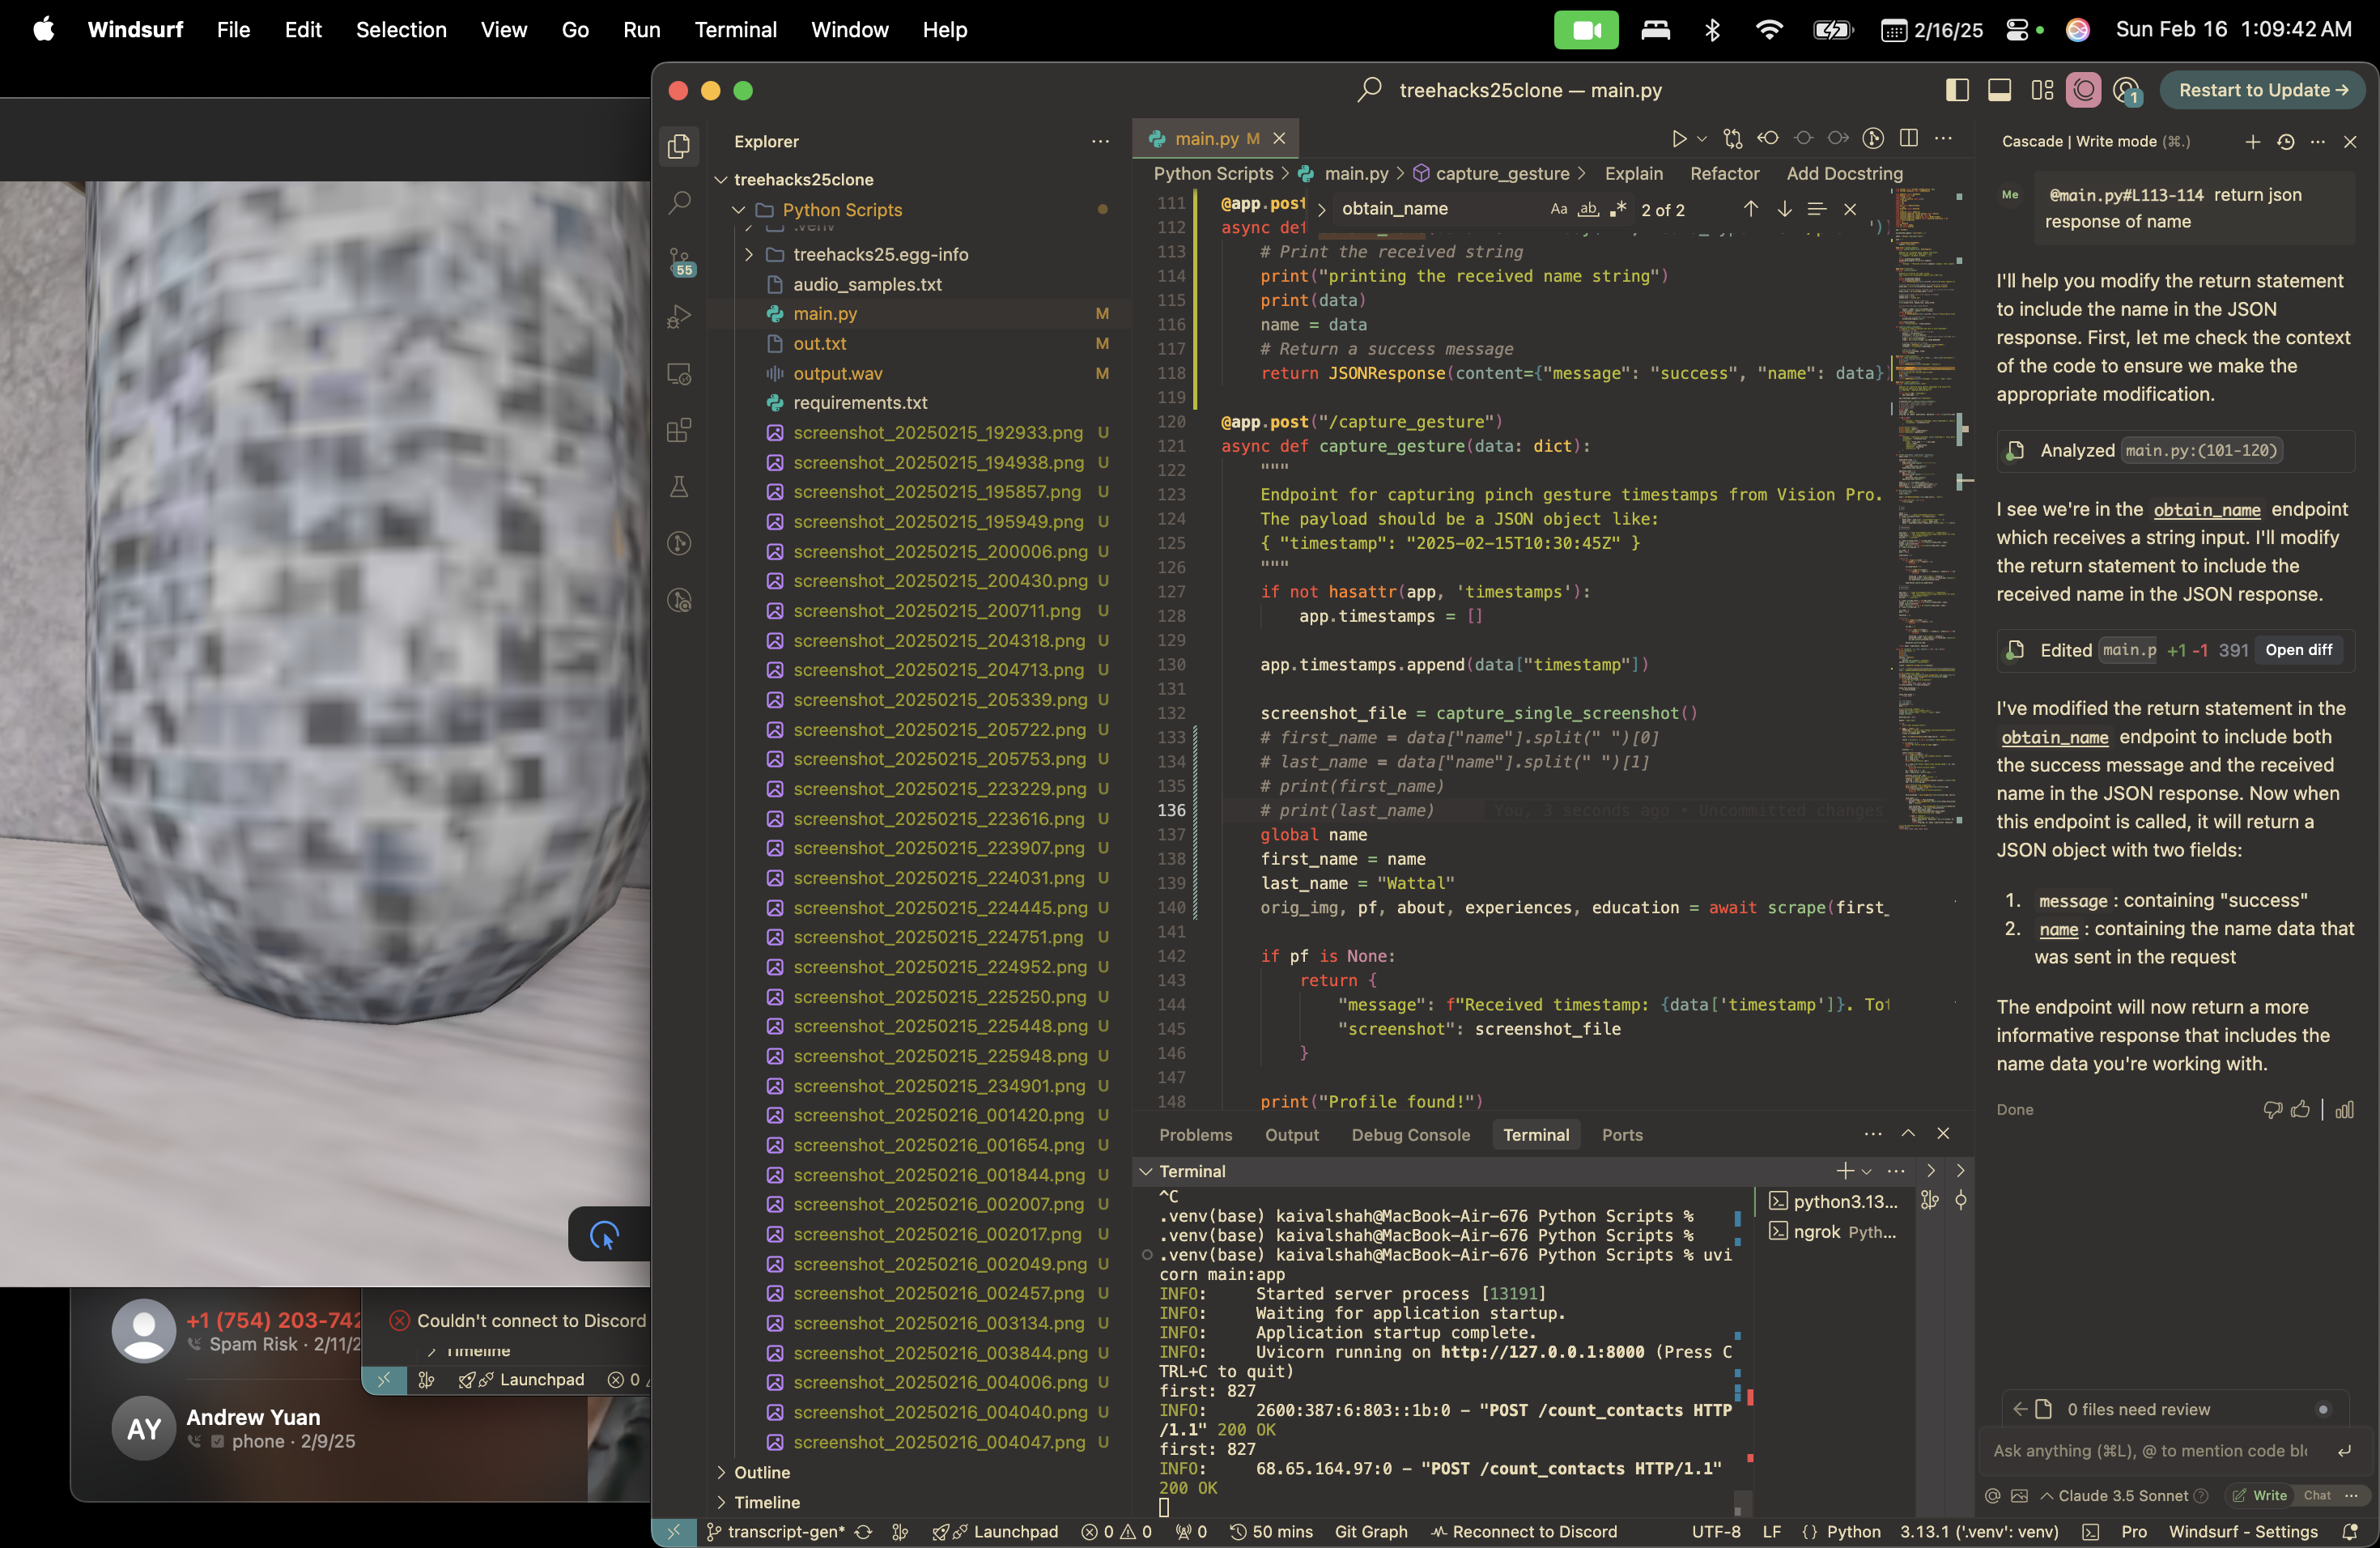 Windsurf File Edit Selection View Go Run Terminal Window Help
2/16/25 Sun Feb 16 1:09:42 AM
treehacks25clone — main.py
1
Restart to Update →
Explorer
treehacks25clone
Python Scripts
.venv
treehacks25.egg-info
audio_samples.txt
main.py M
out.txt M
output.wav M
requirements.txt
screenshot_20250215_192933.png U
screenshot_20250215_194938.png U
screenshot_20250215_195857.png U
screenshot_20250215_195949.png U
screenshot_20250215_200006.png U
screenshot_20250215_200430.png U
screenshot_20250215_200711.png U
screenshot_20250215_204318.png U
screenshot_20250215_204713.png U
screenshot_20250215_205339.png U
screenshot_20250215_205722.png U
screenshot_20250215_205753.png U
screenshot_20250215_223229.png U
screenshot_20250215_223616.png U
screenshot_20250215_223907.png U
screenshot_20250215_224031.png U
screenshot_20250215_224445.png U
screenshot_20250215_224751.png U
screenshot_20250215_224952.png U
screenshot_20250215_225250.png U
screenshot_20250215_225448.png U
screenshot_20250215_225948.png U
screenshot_20250215_234901.png U
screenshot_20250216_001420.png U
screenshot_20250216_001654.png U
screenshot_20250216_001844.png U
screenshot_20250216_002007.png U
screenshot_20250216_002017.png U
screenshot_20250216_002049.png U
screenshot_20250216_002457.png U
screenshot_20250216_003134.png U
screenshot_20250216_003844.png U
screenshot_20250216_004006.png U
screenshot_20250216_004040.png U
screenshot_20250216_004047.png U
Outline
Timeline
55
main.py M
Python Scripts > main.py > capture_gesture > Explain Refactor Add Docstring
obtain_name Aa ab .* 2 of 2
111 @app.post
112 async def ')
113 # Print the received string
114 print("printing the received name string")
115 print(data)
116 name = data
117 # Return a success message
118 return JSONResponse(content={"message": "success", "name": data}
119
120 @app.post("/capture_gesture")
121 async def capture_gesture(data: dict):
122 """
123 Endpoint for capturing pinch gesture timestamps from Vision Pro.
124 The payload should be a JSON object like:
125 { "timestamp": "2025-02-15T10:30:45Z" }
126 """
127 if not hasattr(app, 'timestamps'):
128 app.timestamps = []
129
130 app.timestamps.append(data["timestamp"])
131
132 screenshot_file = capture_single_screenshot()
133 # first_name = data["name"].split(" ")[0]
134 # last_name = data["name"].split(" ")[1]
135 # print(first_name)
136 # print(last_name) You, 3 seconds ago • Uncommitted changes
137 global name
138 first_name = name
139 last_name = "Wattal"
140 orig_img, pf, about, experiences, education = await scrape(first_
141
142 if pf is None:
143 return {
144 "message": f"Received timestamp: {data['timestamp']}. Tot
145 "screenshot": screenshot_file
146 }
147
148 print("Profile found!")
Problems Output Debug Console Terminal Ports
Terminal
^C
.venv(base) kaivalshah@MacBook-Air-676 Python Scripts %
.venv(base) kaivalshah@MacBook-Air-676 Python Scripts %
.venv(base) kaivalshah@MacBook-Air-676 Python Scripts % uvi
corn main:app
INFO: Started server process [13191]
INFO: Waiting for application startup.
INFO: Application startup complete.
INFO: Uvicorn running on http://127.0.0.1:8000 (Press C
TRL+C to quit)
first: 827
INFO: 2600:387:6:803::1b:0 – "POST /count_contacts HTTP
/1.1" 200 OK
first: 827
INFO: 68.65.164.97:0 – "POST /count_contacts HTTP/1.1"
200 OK
python3.13...
ngrok Pyth...
Cascade | Write mode (⌘.)
Me @main.py#L113-114 return json
response of name
I'll help you modify the return statement
to include the name in the JSON
response. First, let me check the context
of the code to ensure we make the
appropriate modification.
Analyzed main.py:(101-120)
I see we're in the obtain_name endpoint
which receives a string input. I'll modify
the return statement to include the
received name in the JSON response.
Edited main.p +1 -1 391 Open diff
I've modified the return statement in the
obtain_name endpoint to include both
the success message and the received
name in the JSON response. Now when
this endpoint is called, it will return a
JSON object with two fields:
1. message : containing "success"
2. name : containing the name data that
was sent in the request
The endpoint will now return a more
informative response that includes the
name data you're working with.
Done
0 files need review
Ask anything (⌘L), @ to mention code blo
Claude 3.5 Sonnet Write Chat
+1 (754) 203-742
Spam Risk · 2/11/2
Andrew Yuan
phone · 2/9/25
AY
Couldn't connect to Discord
Timeline
Launchpad 0
transcript-gen* Launchpad 0 0 0 50 mins Git Graph Reconnect to Discord UTF-8 LF {} Python 3.13.1 ('.venv': venv) Pro Windsurf - Settings